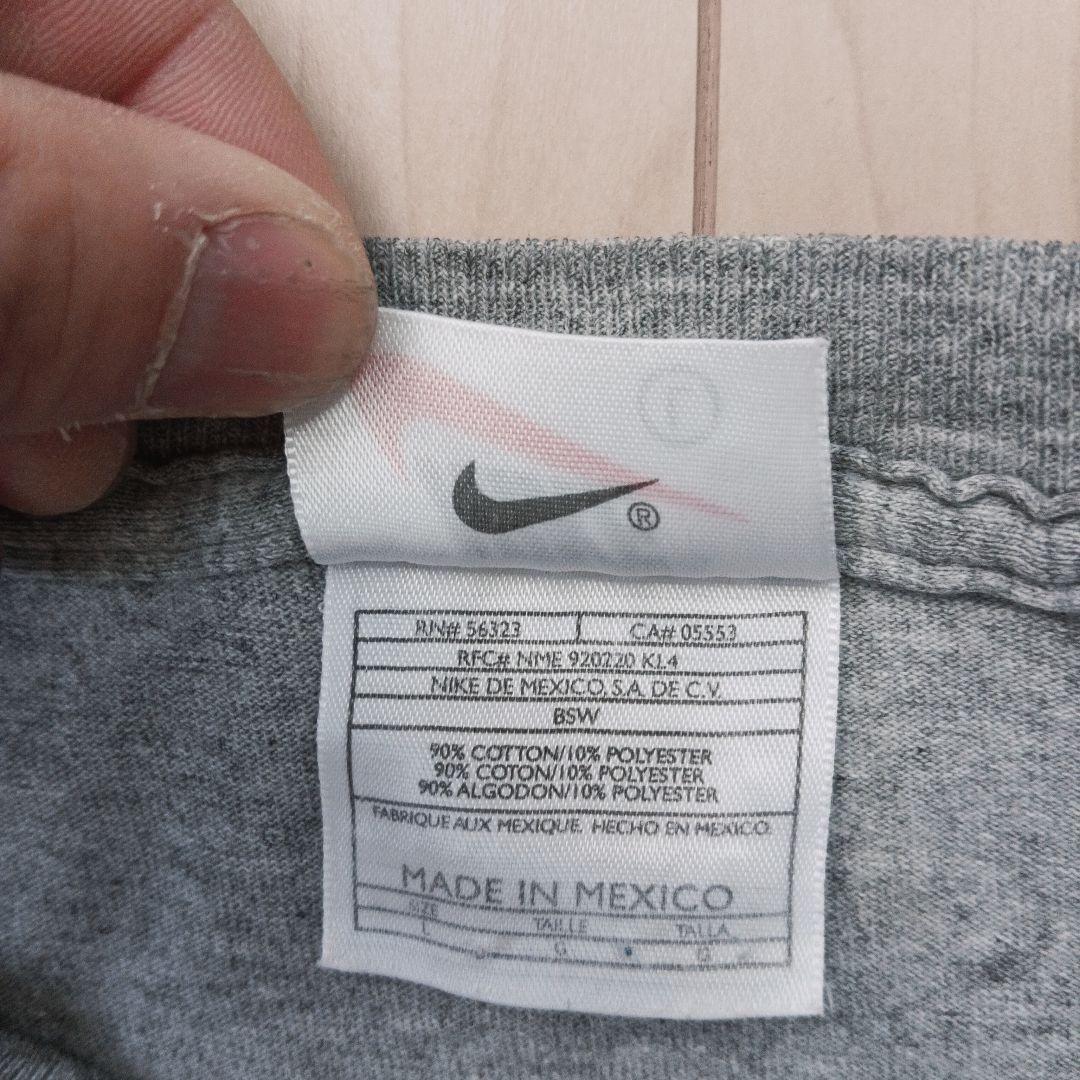 ®
RN# 56323 CA# 05553
RFC# NME 920220 KL4
NIKE DE MEXICO, S.A. DE C.V.
BSW
90% COTTON/10% POLYESTER
90% COTON/10% POLYESTER
90% ALGODON/10% POLYESTER
FABRIQUE AUX MEXIQUE. HECHO EN MEXICO.
MADE IN MEXICO
SIZE TAILLE TALLA
L G G